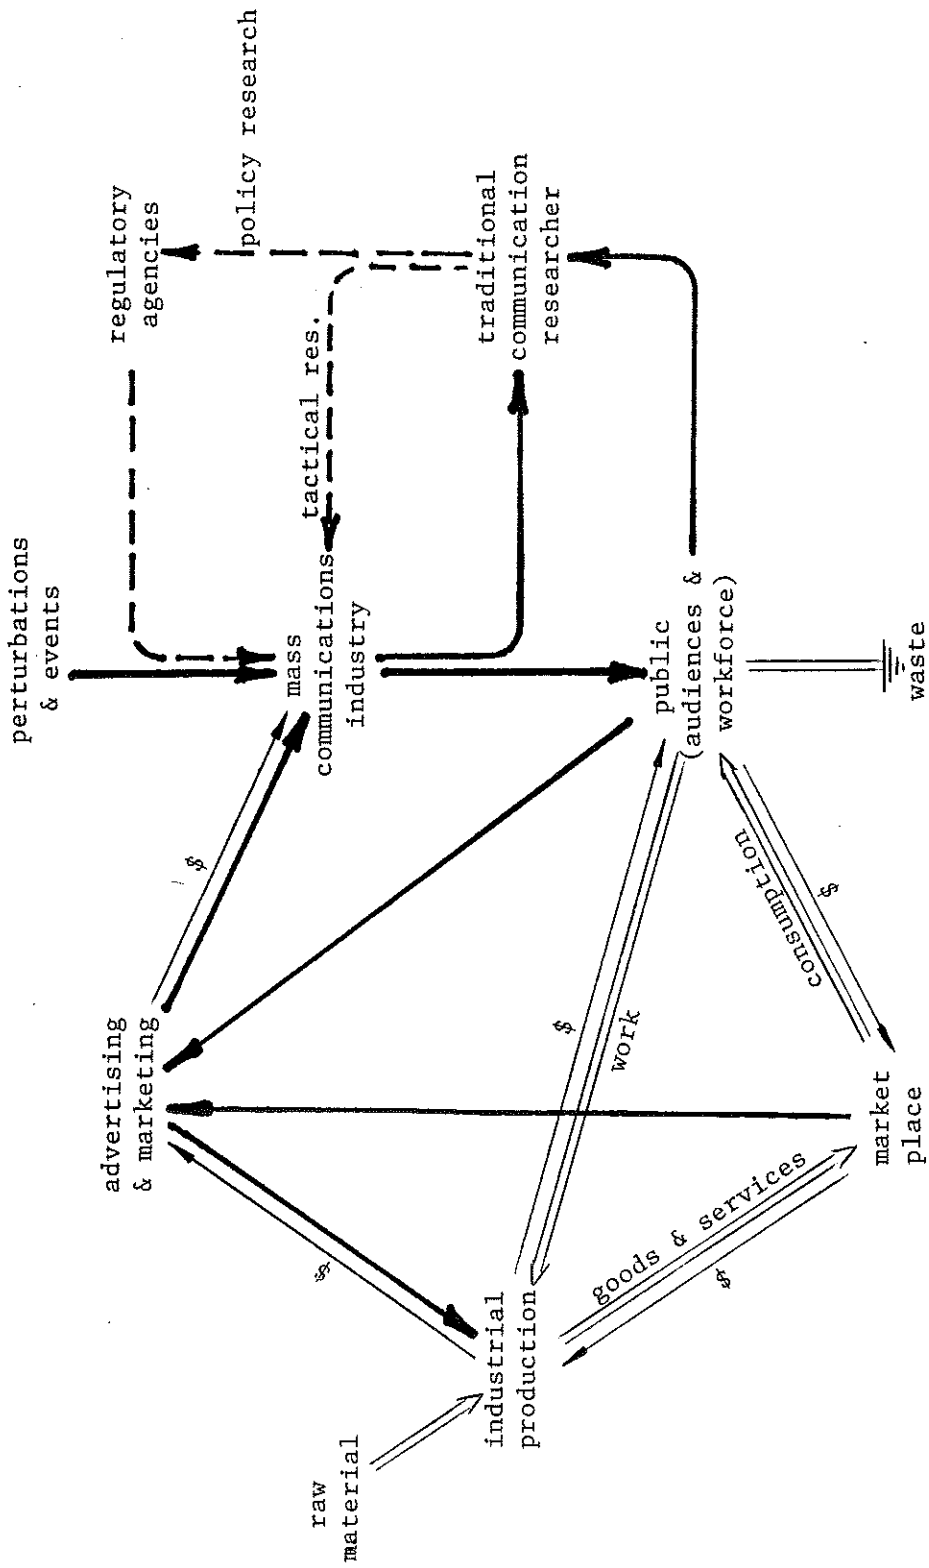 perturbations
& events
regulatory
agencies
policy research
advertising
& marketing
$
mass
communications
industry
tactical res.
traditional
communication
researcher
$
raw
material
industrial
production
$
work
public
(audiences &
workforce)
goods & services
$
consumption
$
market
place
waste